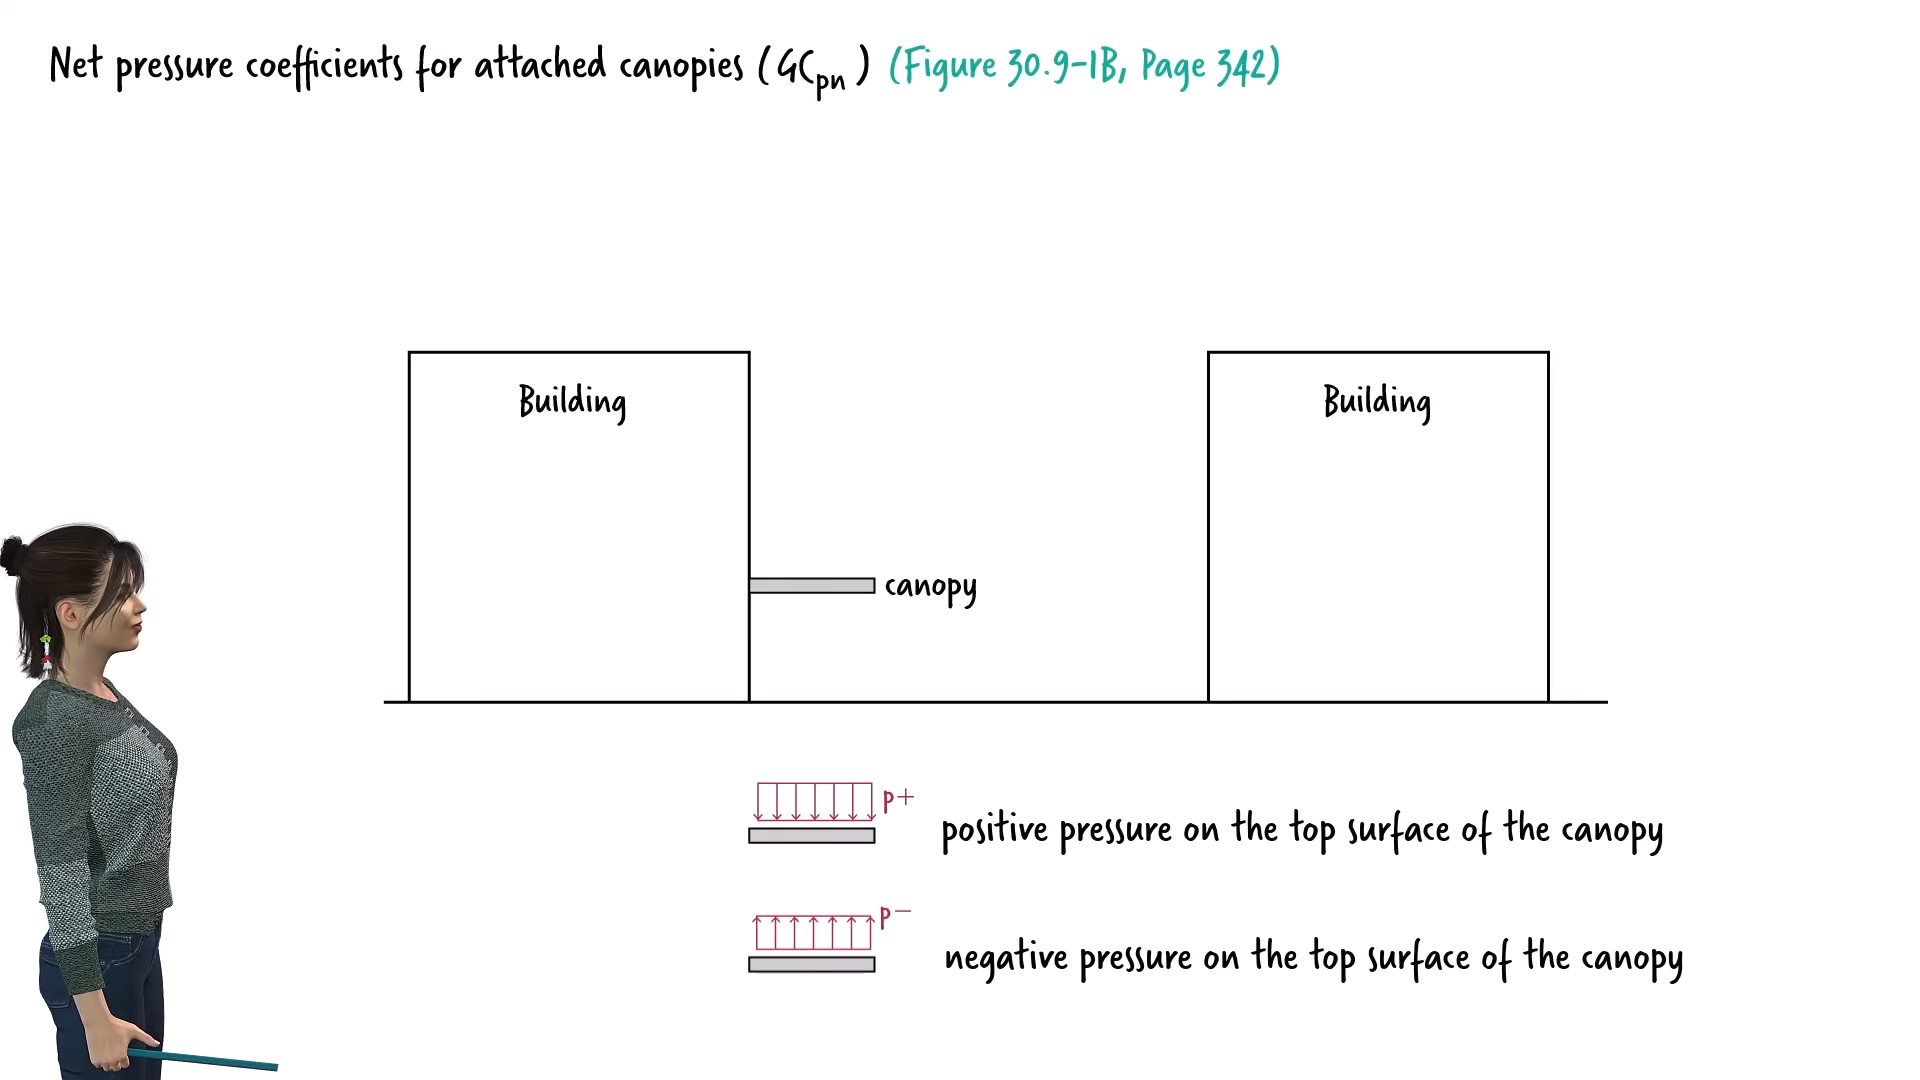 Net pressure coefficients for attached canopies (GCpn) (Figure 30.9-1B, Page 342)
Building
Building
canopy
P+
positive pressure on the top surface of the canopy
P−
negative pressure on the top surface of the canopy